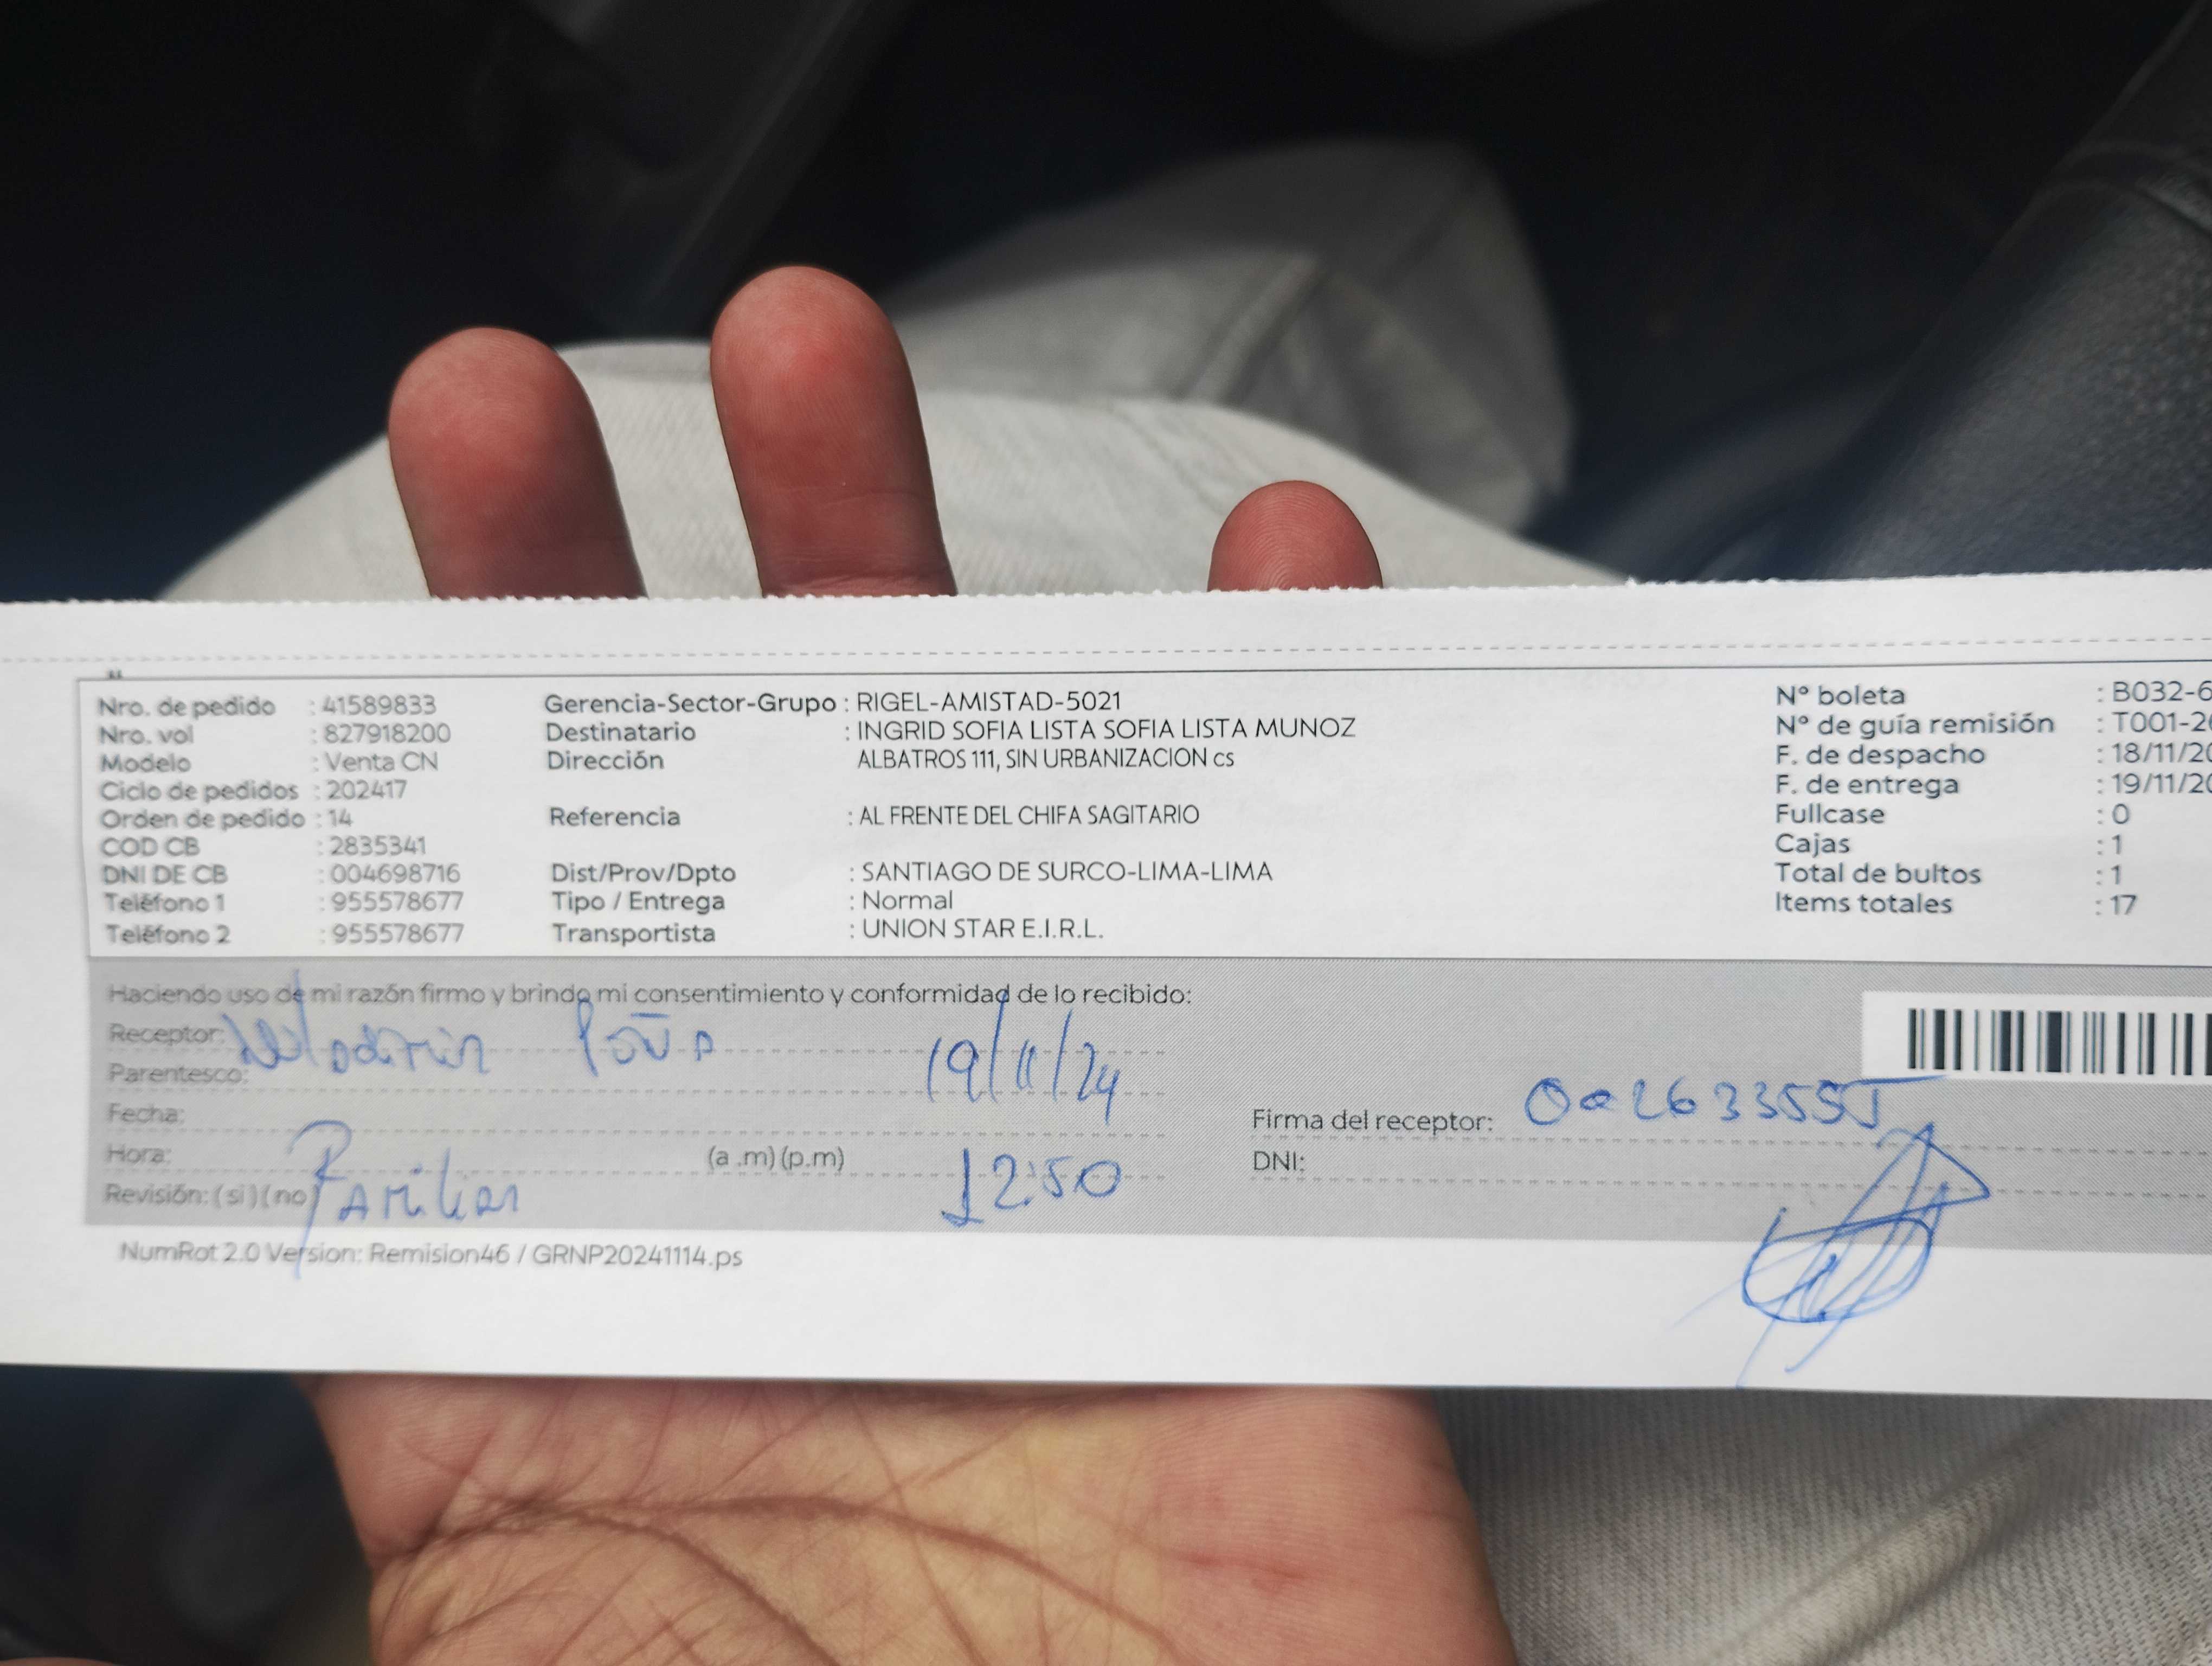 Nro. de pedido : 41589833 Gerencia-Sector-Grupo : RIGEL-AMISTAD-5021 Nº boleta : B032-6
Nro. vol : 827918200 Destinatario : INGRID SOFIA LISTA SOFIA LISTA MUNOZ Nº de guía remisión : T001-2
Modelo : Venta CN Dirección ALBATROS 111, SIN URBANIZACION cs F. de despacho : 18/11/20
Ciclo de pedidos : 202417 F. de entrega : 19/11/20
Orden de pedido : 14 Referencia : AL FRENTE DEL CHIFA SAGITARIO Fullcase : 0
COD CB : 2835341 Cajas : 1
DNI DE CB : 004698716 Dist/Prov/Dpto : SANTIAGO DE SURCO-LIMA-LIMA Total de bultos : 1
Teléfono 1 : 955578677 Tipo / Entrega : Normal Items totales : 17
Teléfono 2 : 955578677 Transportista : UNION STAR E.I.R.L.
Haciendo uso de mi razón firmo y brindo mi consentimiento y conformidad de lo recibido:
Receptor:
Parentesco: 19/11/24
Fecha:
Firma del receptor:
Hora: (a .m) (p.m) 12:50 DNI:
Revisión: ( si ) ( no ) Familiar
NumRot 2.0 Version: Remision46 / GRNP20241114.ps